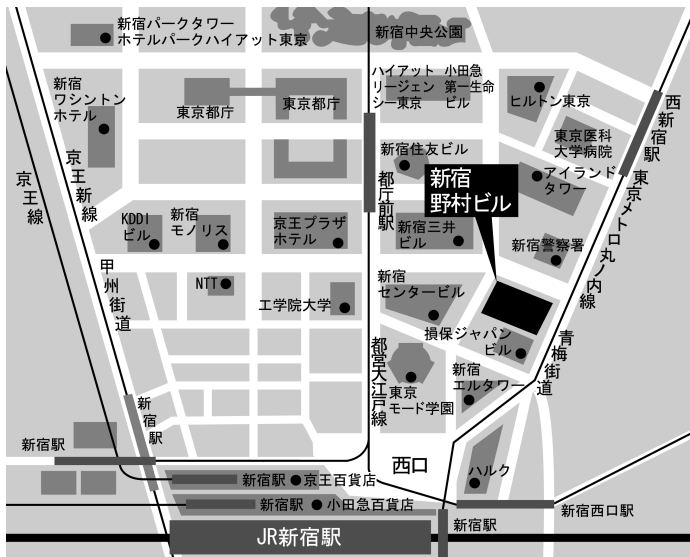 新宿パークタワー
ホテルパークハイアット東京
新宿中央公園
新宿
ワシントン
ホテル
東京都庁
東京都庁
ハイアット
リージェン
シー東京
小田急
第一生命
ビル
ヒルトン東京
西新宿駅
東京医科
大学病院
新宿住友ビル
アイランド
タワー
新宿
野村ビル
都庁前駅
京王線
京王新線
KDDI
ビル
新宿
モノリス
京王プラザ
ホテル
新宿三井
ビル
新宿警察署
東京メトロ丸ノ内線
甲州街道
NTT
工学院大学
新宿
センタービル
損保ジャパン
ビル
青梅街道
都営大江戸線
東京
モード学園
新宿
エルタワー
新宿駅
新宿駅
西口
ハルク
新宿駅
京王百貨店
新宿駅
小田急百貨店
新宿西口駅
新宿駅
JR新宿駅